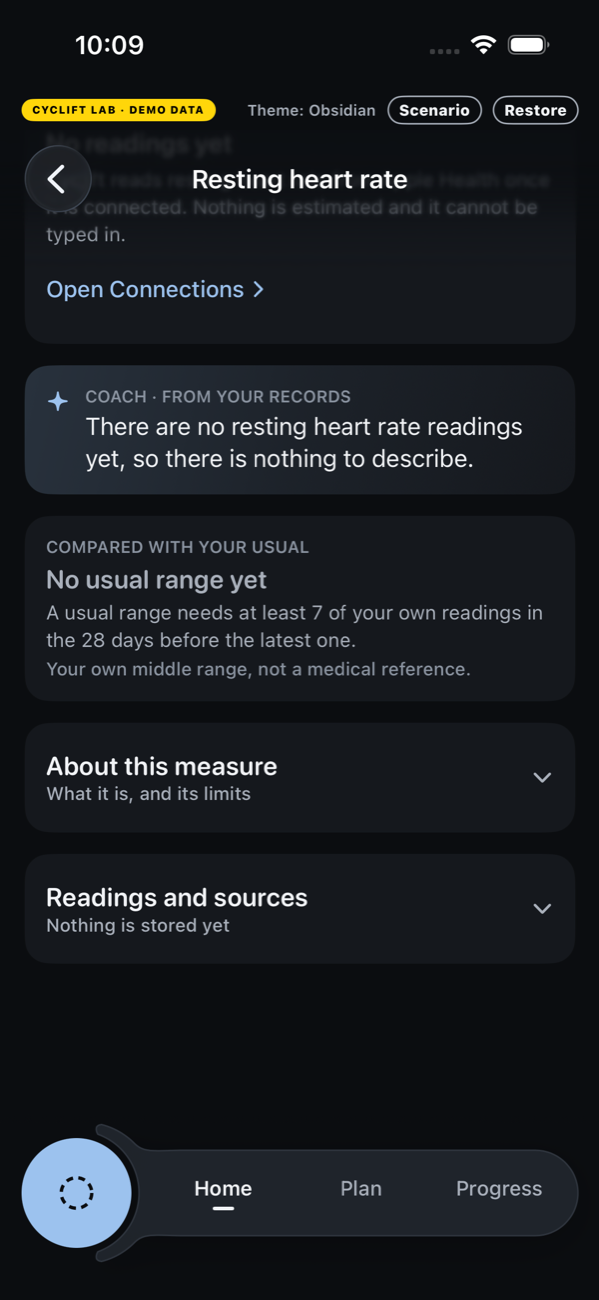 10:09
CYCLIFT LAB · DEMO DATA
Theme: Obsidian
Scenario
Restore
No readings yet
Resting heart rate
connected. Nothing is estimated and it cannot be
typed in.
Open Connections
COACH · FROM YOUR RECORDS
There are no resting heart rate readings
yet, so there is nothing to describe.
COMPARED WITH YOUR USUAL
No usual range yet
A usual range needs at least 7 of your own readings in
the 28 days before the latest one.
Your own middle range, not a medical reference.
About this measure
What it is, and its limits
Readings and sources
Nothing is stored yet
Home
Plan
Progress